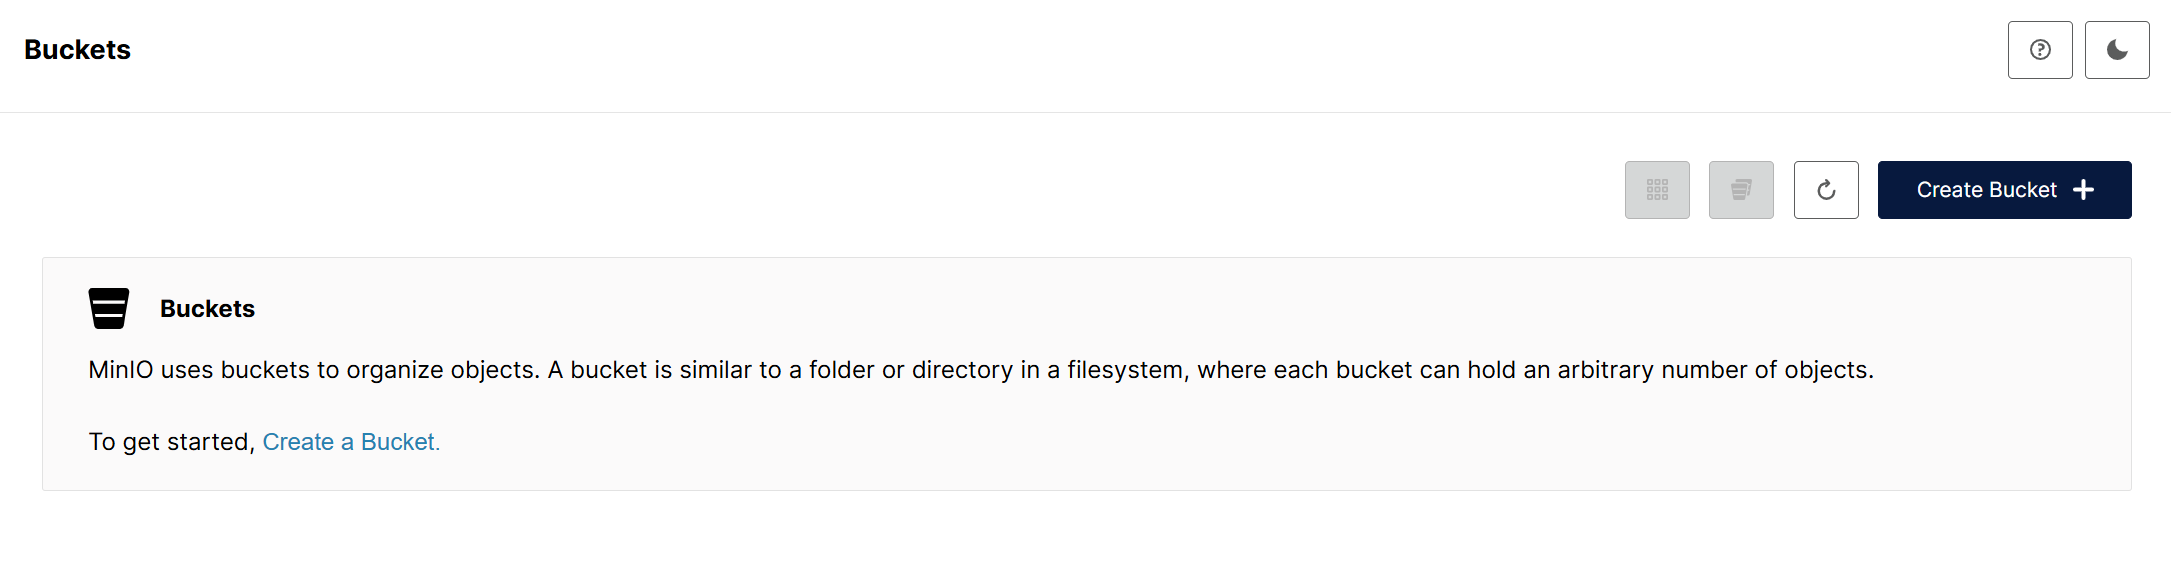 Buckets
Create Bucket
Buckets
MinIO uses buckets to organize objects. A bucket is similar to a folder or directory in a filesystem, where each bucket can hold an arbitrary number of objects.
To get started, Create a Bucket.